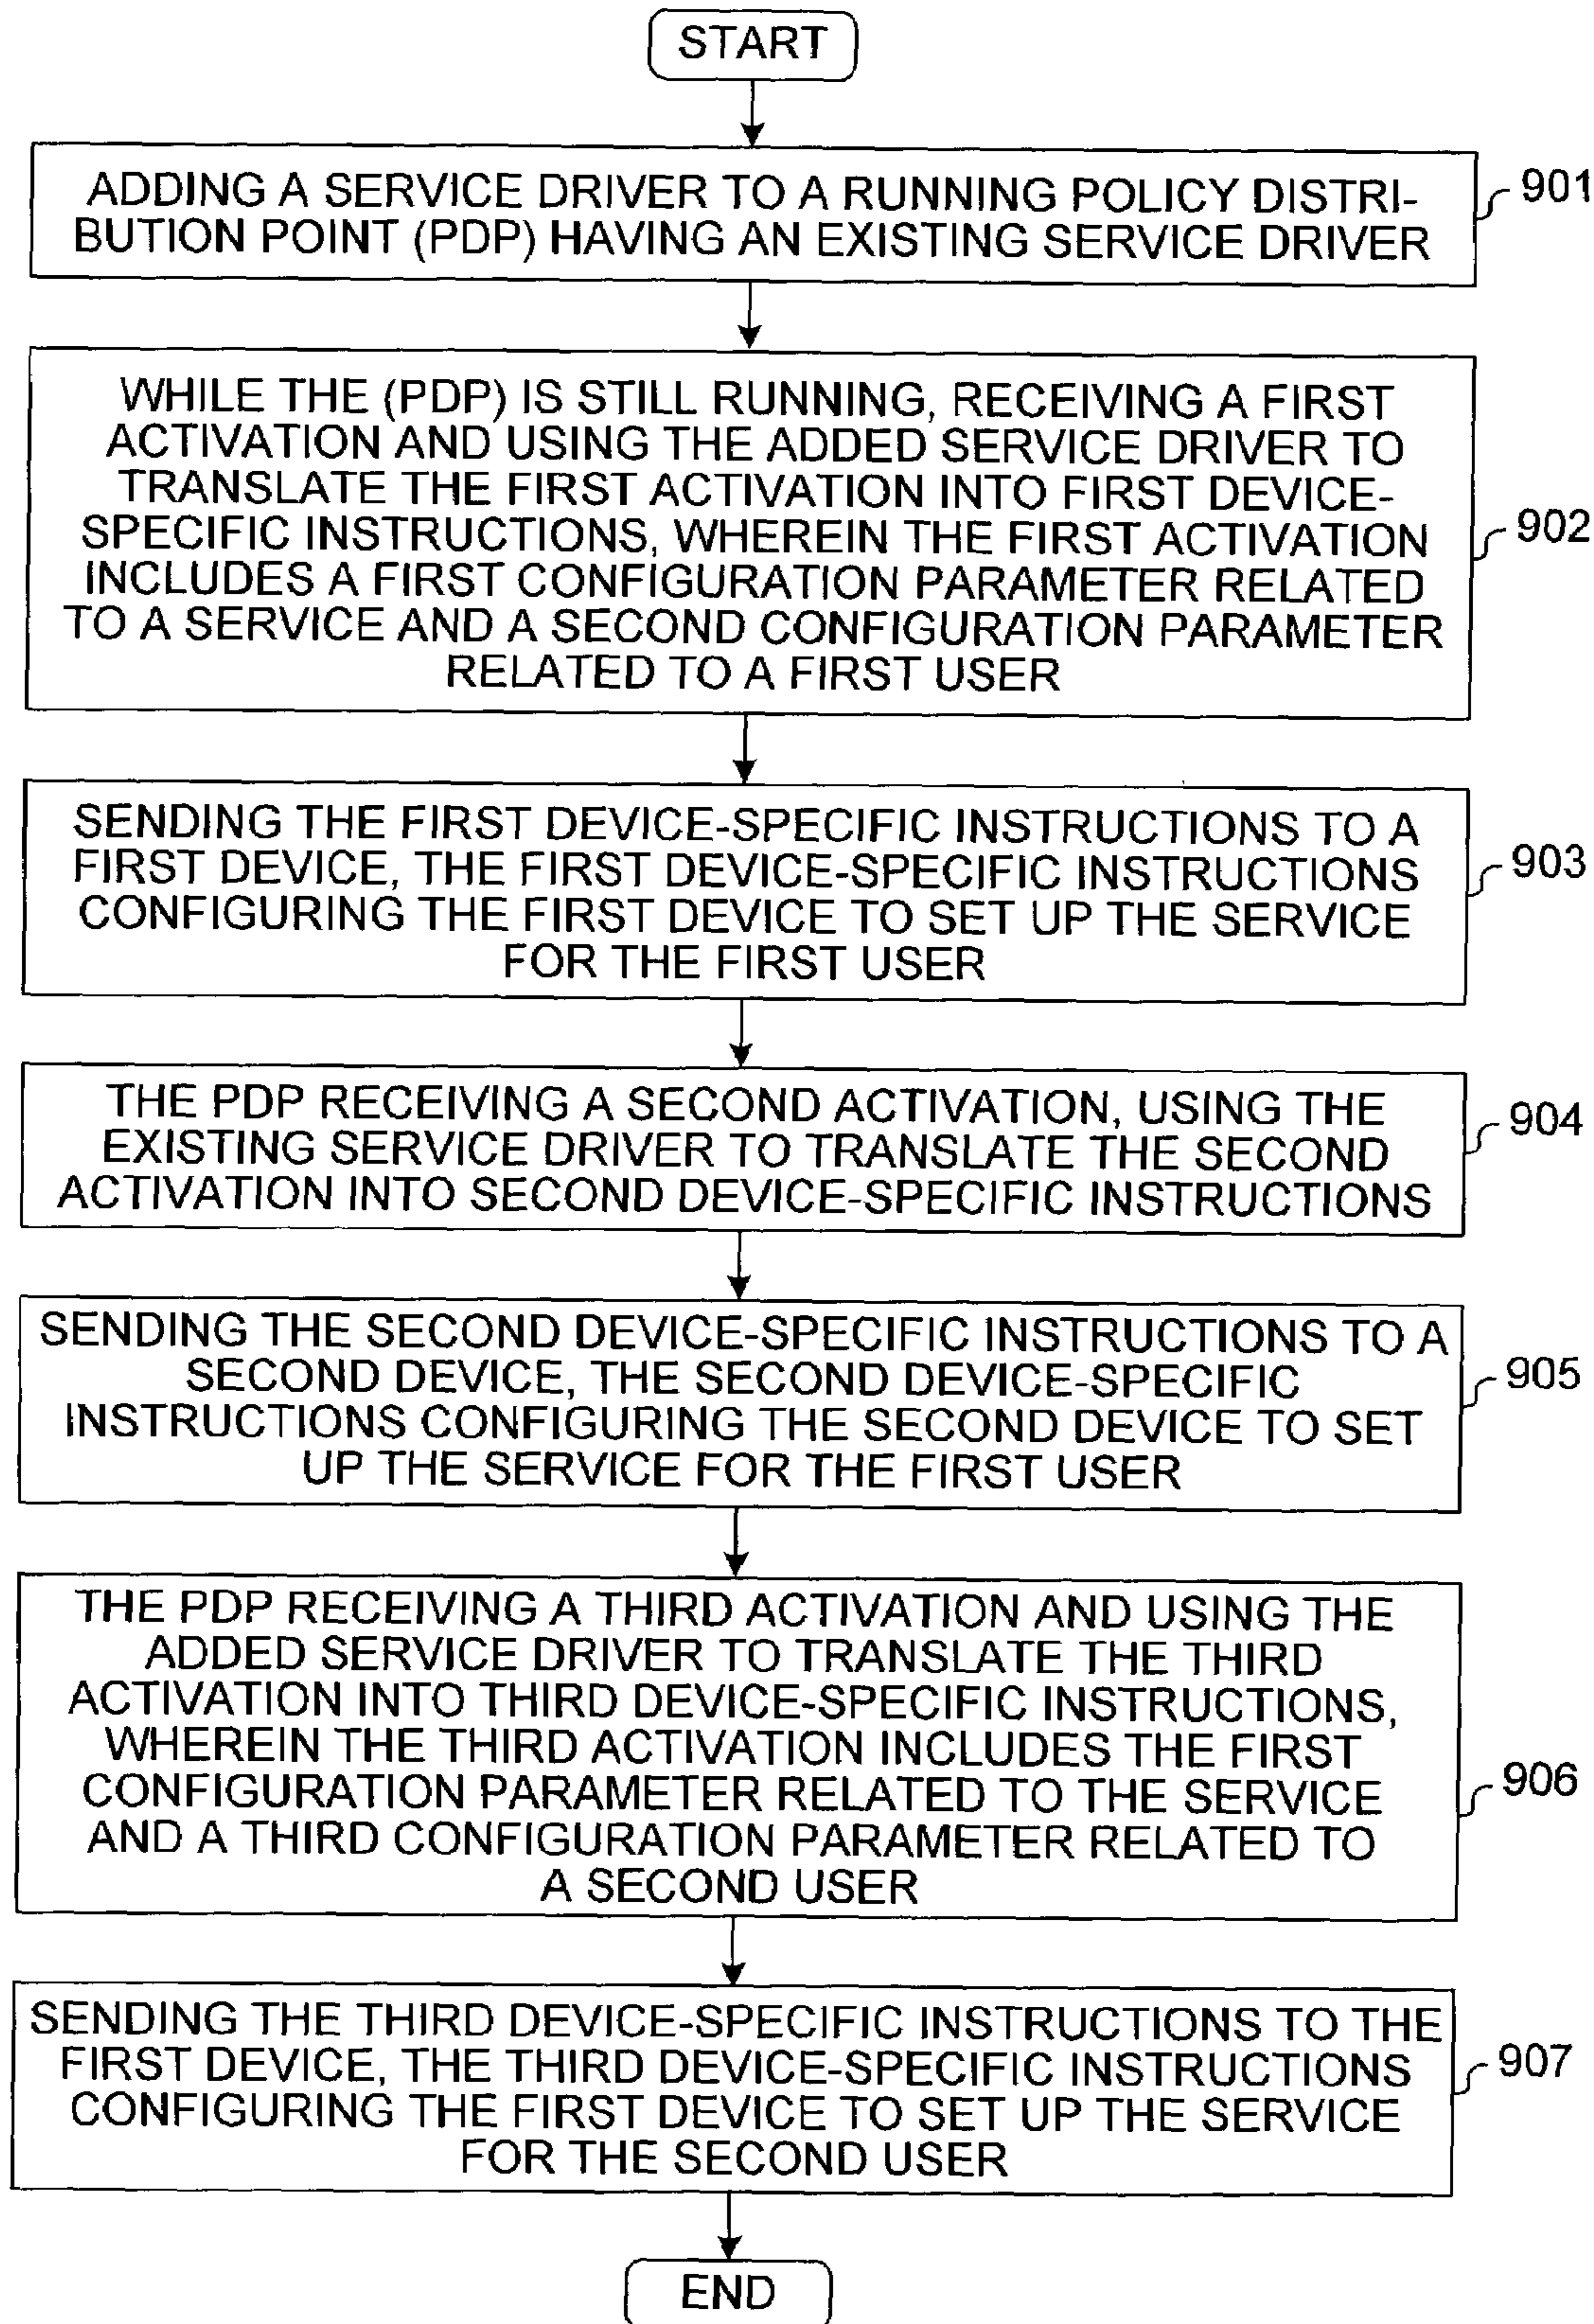 START
ADDING A SERVICE DRIVER TO A RUNNING POLICY DISTRI-
BUTION POINT (PDP) HAVING AN EXISTING SERVICE DRIVER
901
WHILE THE (PDP) IS STILL RUNNING, RECEIVING A FIRST
ACTIVATION AND USING THE ADDED SERVICE DRIVER TO
TRANSLATE THE FIRST ACTIVATION INTO FIRST DEVICE-
SPECIFIC INSTRUCTIONS, WHEREIN THE FIRST ACTIVATION
INCLUDES A FIRST CONFIGURATION PARAMETER RELATED
TO A SERVICE AND A SECOND CONFIGURATION PARAMETER
RELATED TO A FIRST USER
902
SENDING THE FIRST DEVICE-SPECIFIC INSTRUCTIONS TO A
FIRST DEVICE, THE FIRST DEVICE-SPECIFIC INSTRUCTIONS
CONFIGURING THE FIRST DEVICE TO SET UP THE SERVICE
FOR THE FIRST USER
903
THE PDP RECEIVING A SECOND ACTIVATION, USING THE
EXISTING SERVICE DRIVER TO TRANSLATE THE SECOND
ACTIVATION INTO SECOND DEVICE-SPECIFIC INSTRUCTIONS
904
SENDING THE SECOND DEVICE-SPECIFIC INSTRUCTIONS TO A
SECOND DEVICE, THE SECOND DEVICE-SPECIFIC
INSTRUCTIONS CONFIGURING THE SECOND DEVICE TO SET
UP THE SERVICE FOR THE FIRST USER
905
THE PDP RECEIVING A THIRD ACTIVATION AND USING THE
ADDED SERVICE DRIVER TO TRANSLATE THE THIRD
ACTIVATION INTO THIRD DEVICE-SPECIFIC INSTRUCTIONS,
WHEREIN THE THIRD ACTIVATION INCLUDES THE FIRST
CONFIGURATION PARAMETER RELATED TO THE SERVICE
AND A THIRD CONFIGURATION PARAMETER RELATED TO
A SECOND USER
906
SENDING THE THIRD DEVICE-SPECIFIC INSTRUCTIONS TO THE
FIRST DEVICE, THE THIRD DEVICE-SPECIFIC INSTRUCTIONS
CONFIGURING THE FIRST DEVICE TO SET UP THE SERVICE
FOR THE SECOND USER
907
END